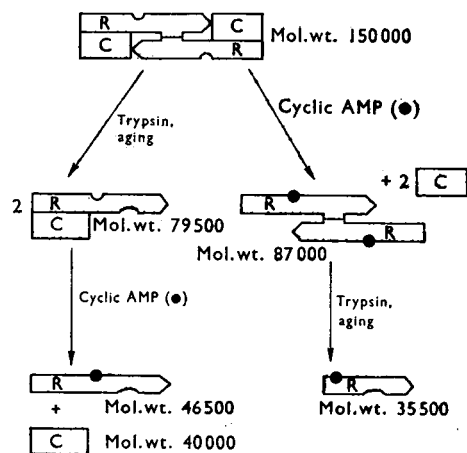 R C
C R
Mol.wt. 150000
Trypsin,
aging
Cyclic AMP (●)
+ 2 C
2 R
C Mol.wt. 79500
R
R
Mol.wt. 87000
Cyclic AMP (●)
Trypsin,
aging
R
R
+ Mol.wt. 46500
Mol.wt. 35500
C Mol.wt. 40000